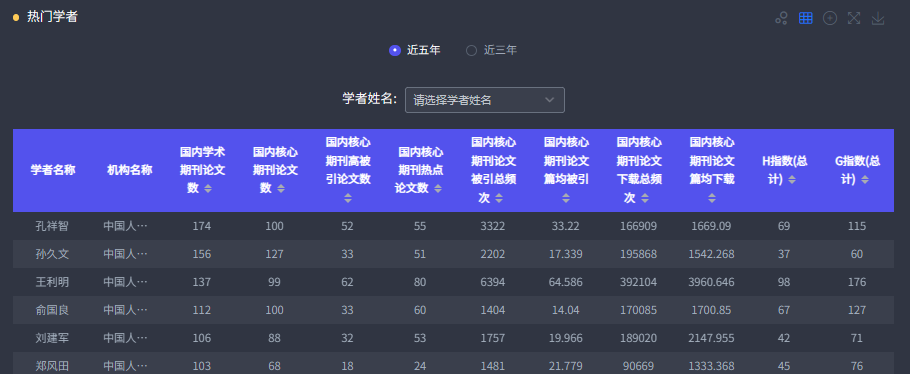 热门学者
近五年 近三年
学者姓名: 请选择学者姓名
学者名称 机构名称 国内学术期刊论文数 国内核心期刊论文数 国内核心期刊高被引论文数 国内核心期刊热点论文数 国内核心期刊论文被引总频次 国内核心期刊论文篇均被引 国内核心期刊论文下载总频次 国内核心期刊论文篇均下载 H指数(总计) G指数(总计)
孔祥智 中国人… 174 100 52 55 3322 33.22 166909 1669.09 69 115
孙久文 中国人… 156 127 33 51 2202 17.339 195868 1542.268 37 60
王利明 中国人… 137 99 62 80 6394 64.586 392104 3960.646 98 176
俞国良 中国人… 112 100 33 60 1404 14.04 170085 1700.85 67 127
刘建军 中国人… 106 88 32 53 1757 19.966 189020 2147.955 42 71
郑风田 中国人… 103 68 18 24 1481 21.779 90669 1333.368 45 76